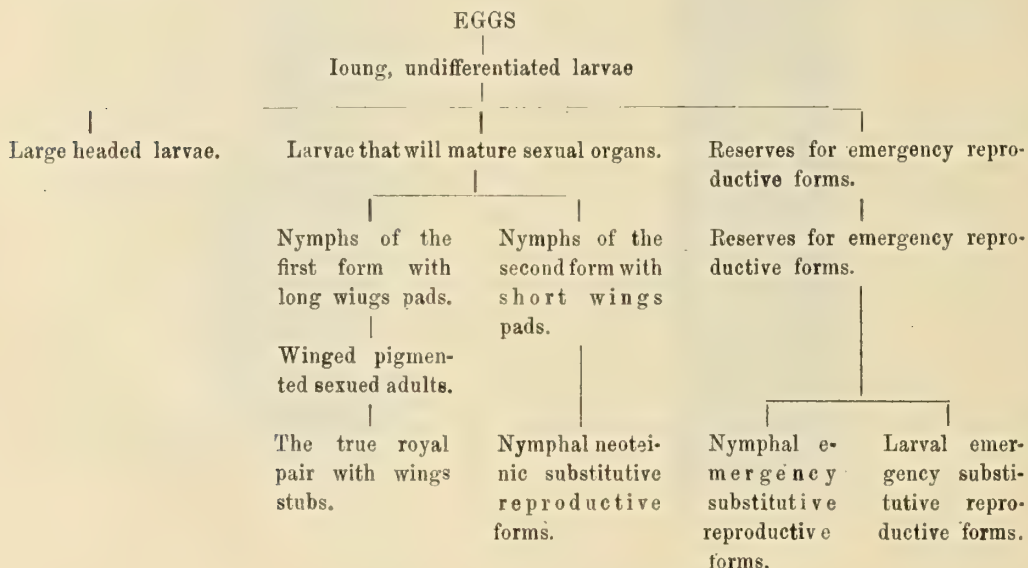 EGGS
Ioung, undifferentiated larvae
Large headed larvae.
Larvae that will mature sexual organs.
Reserves for emergency repro-
ductive forms.
Nymphs of the
first form with
long wiugs pads.
Nymphs of the
second form with
short wings
pads.
Reserves for emergency repro-
ductive forms.
Winged pigmen-
ted sexued adults.
The true royal
pair with wings
stubs.
Nymphal neotei-
nic substitutive
reproductive
forms.
Nymphal e-
mergency
substitutive
reproductive
forms.
Larval emer-
gency substi-
tutive repro-
ductive forms.